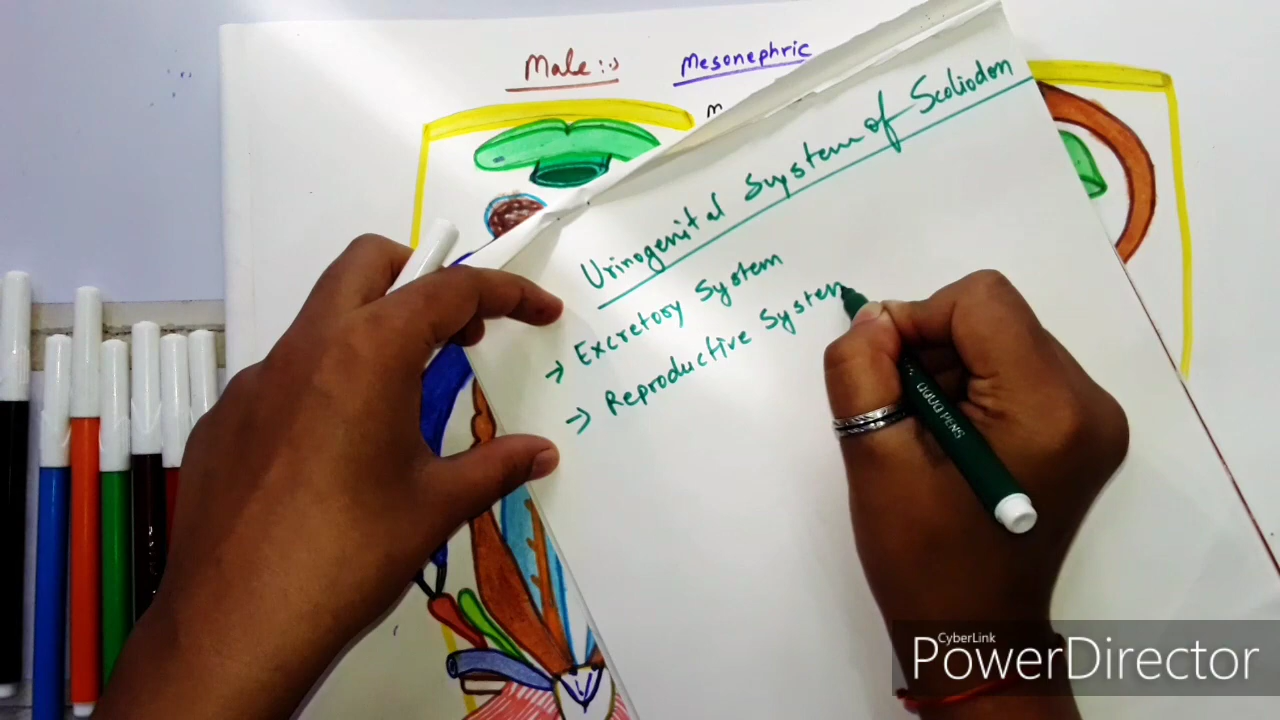 Male :-
Mesonephric
m
Urinogenital System of Scoliodon
→ Excretory System
→ Reproductive System
CyberLink
PowerDirector